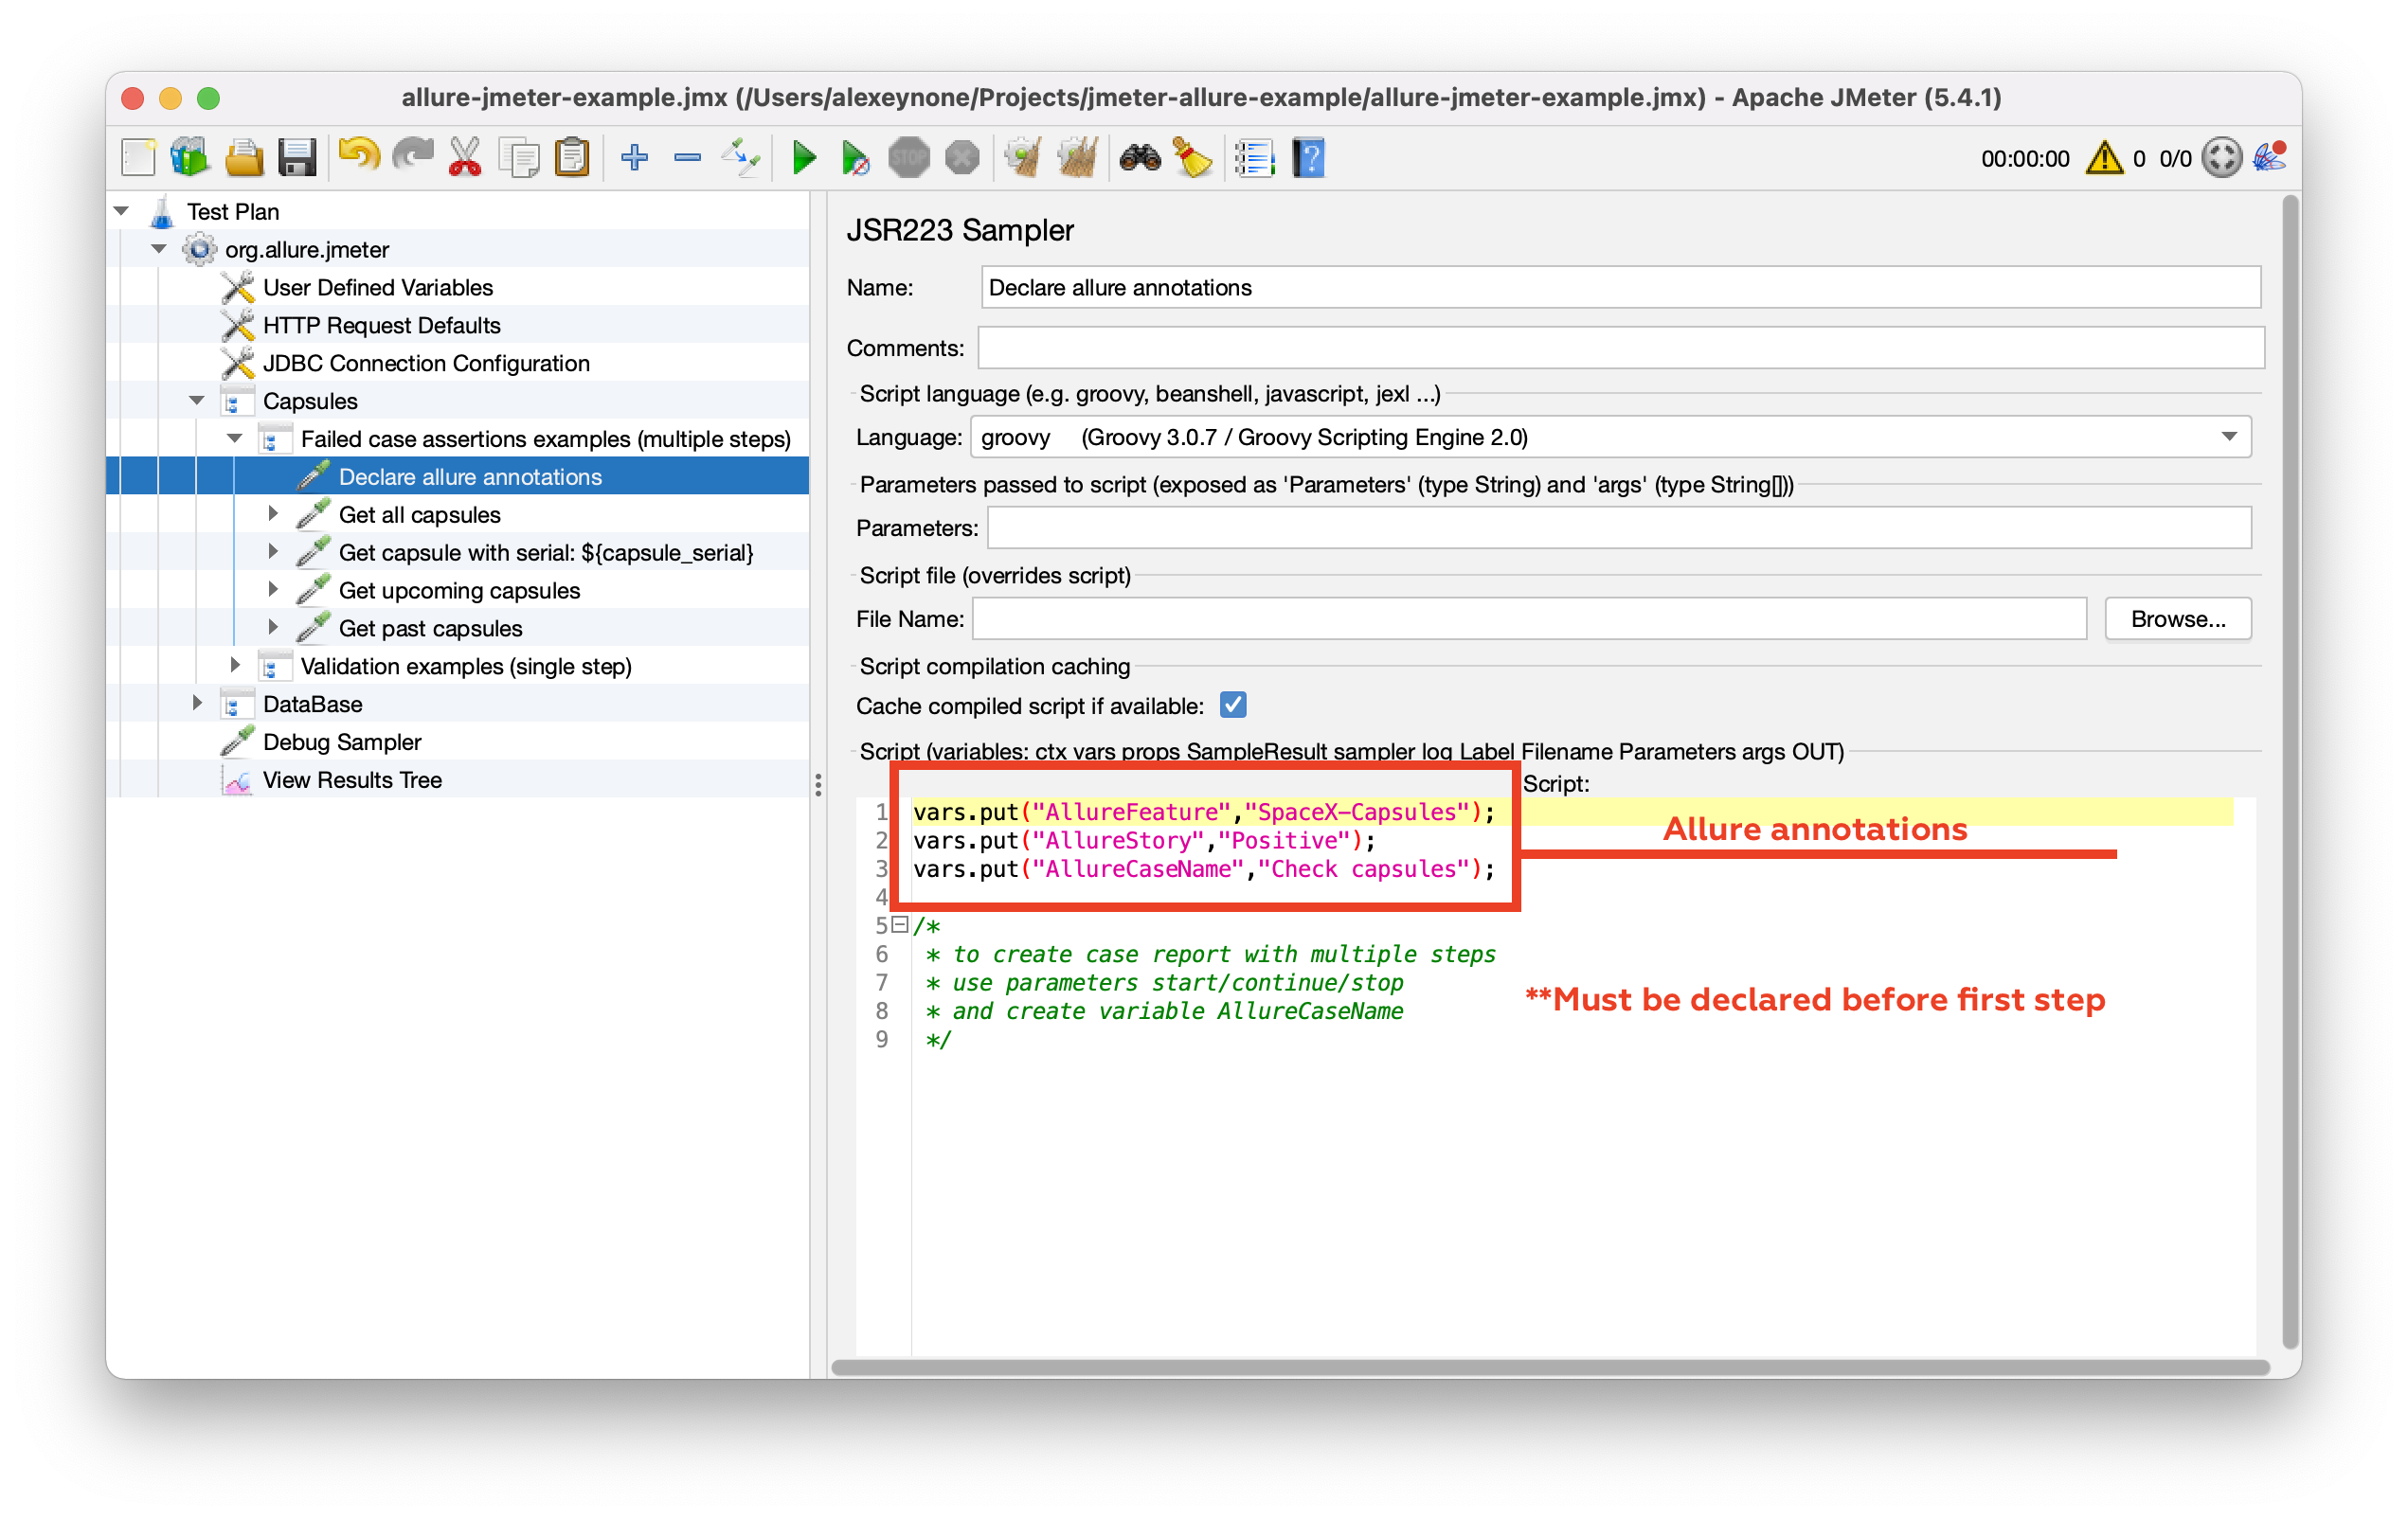 allure-jmeter-example.jmx (/Users/alexeynone/Projects/jmeter-allure-example/allure-jmeter-example.jmx) - Apache JMeter (5.4.1)
STOP
?
00:00:00
0
0/0
Test Plan
org.allure.jmeter
User Defined Variables
HTTP Request Defaults
JDBC Connection Configuration
Capsules
Failed case assertions examples (multiple steps)
Declare allure annotations
Get all capsules
Get capsule with serial: ${capsule_serial}
Get upcoming capsules
Get past capsules
Validation examples (single step)
DataBase
Debug Sampler
View Results Tree
JSR223 Sampler
Name: Declare allure annotations
Comments:
Script language (e.g. groovy, beanshell, javascript, jexl ...)
Language: groovy (Groovy 3.0.7 / Groovy Scripting Engine 2.0)
Parameters passed to script (exposed as 'Parameters' (type String) and 'args' (type String[]))
Parameters:
Script file (overrides script)
File Name: Browse...
Script compilation caching
Cache compiled script if available:
Script (variables: ctx vars props SampleResult sampler log Label Filename Parameters args OUT)
Script:
1 vars.put("AllureFeature","SpaceX-Capsules");
2 vars.put("AllureStory","Positive");
3 vars.put("AllureCaseName","Check capsules");
4
5 /*
6 * to create case report with multiple steps
7 * use parameters start/continue/stop
8 * and create variable AllureCaseName
9 */
Allure annotations
**Must be declared before first step